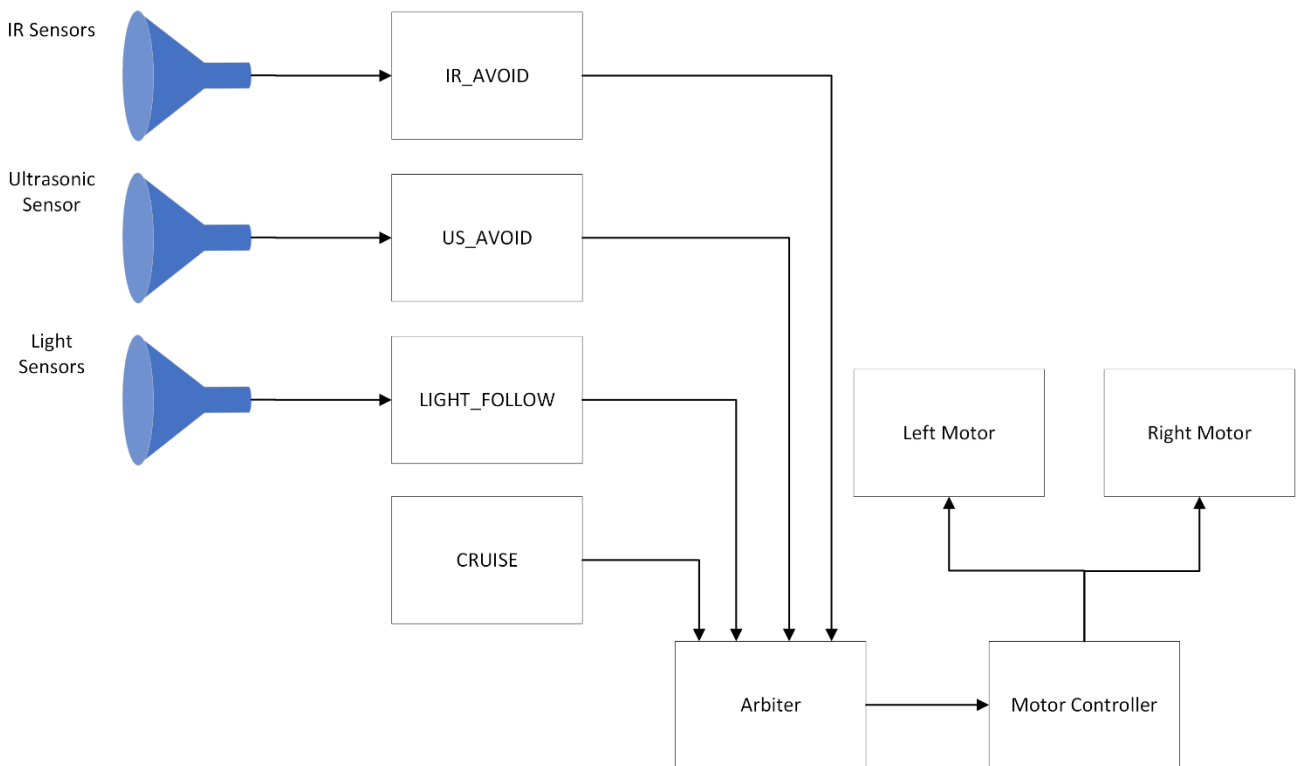 IR Sensors
IR_AVOID
Ultrasonic
Sensor
US_AVOID
Light
Sensors
LIGHT_FOLLOW
Left Motor
Right Motor
CRUISE
Arbiter
Motor Controller